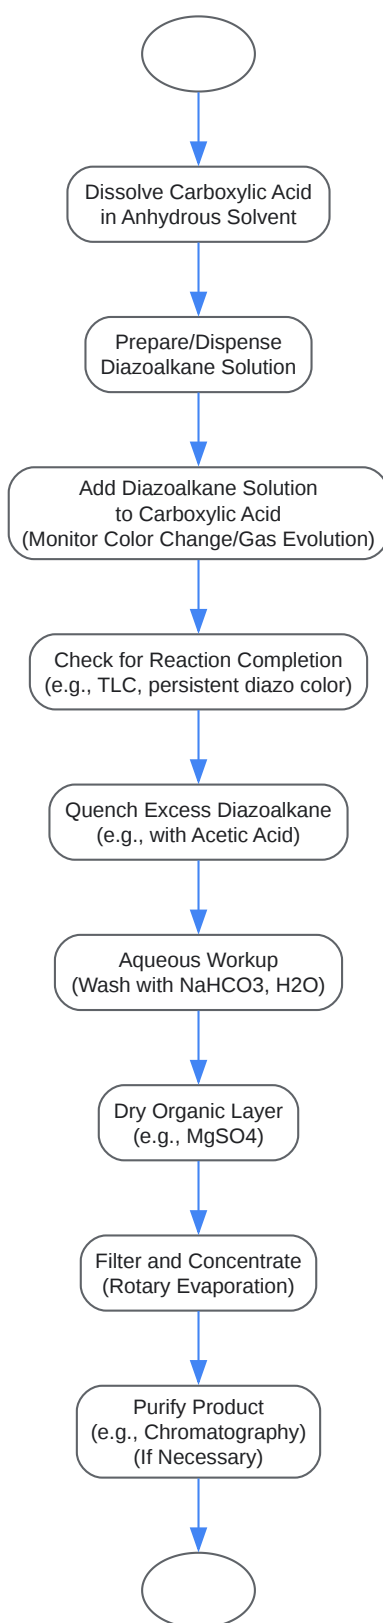 Dissolve Carboxylic Acid
in Anhydrous Solvent
Prepare/Dispense
Diazoalkane Solution
Add Diazoalkane Solution
to Carboxylic Acid
(Monitor Color Change/Gas Evolution)
Check for Reaction Completion
(e.g., TLC, persistent diazo color)
Quench Excess Diazoalkane
(e.g., with Acetic Acid)
Aqueous Workup
(Wash with NaHCO3, H2O)
Dry Organic Layer
(e.g., MgSO4)
Filter and Concentrate
(Rotary Evaporation)
Purify Product
(e.g., Chromatography)
(If Necessary)